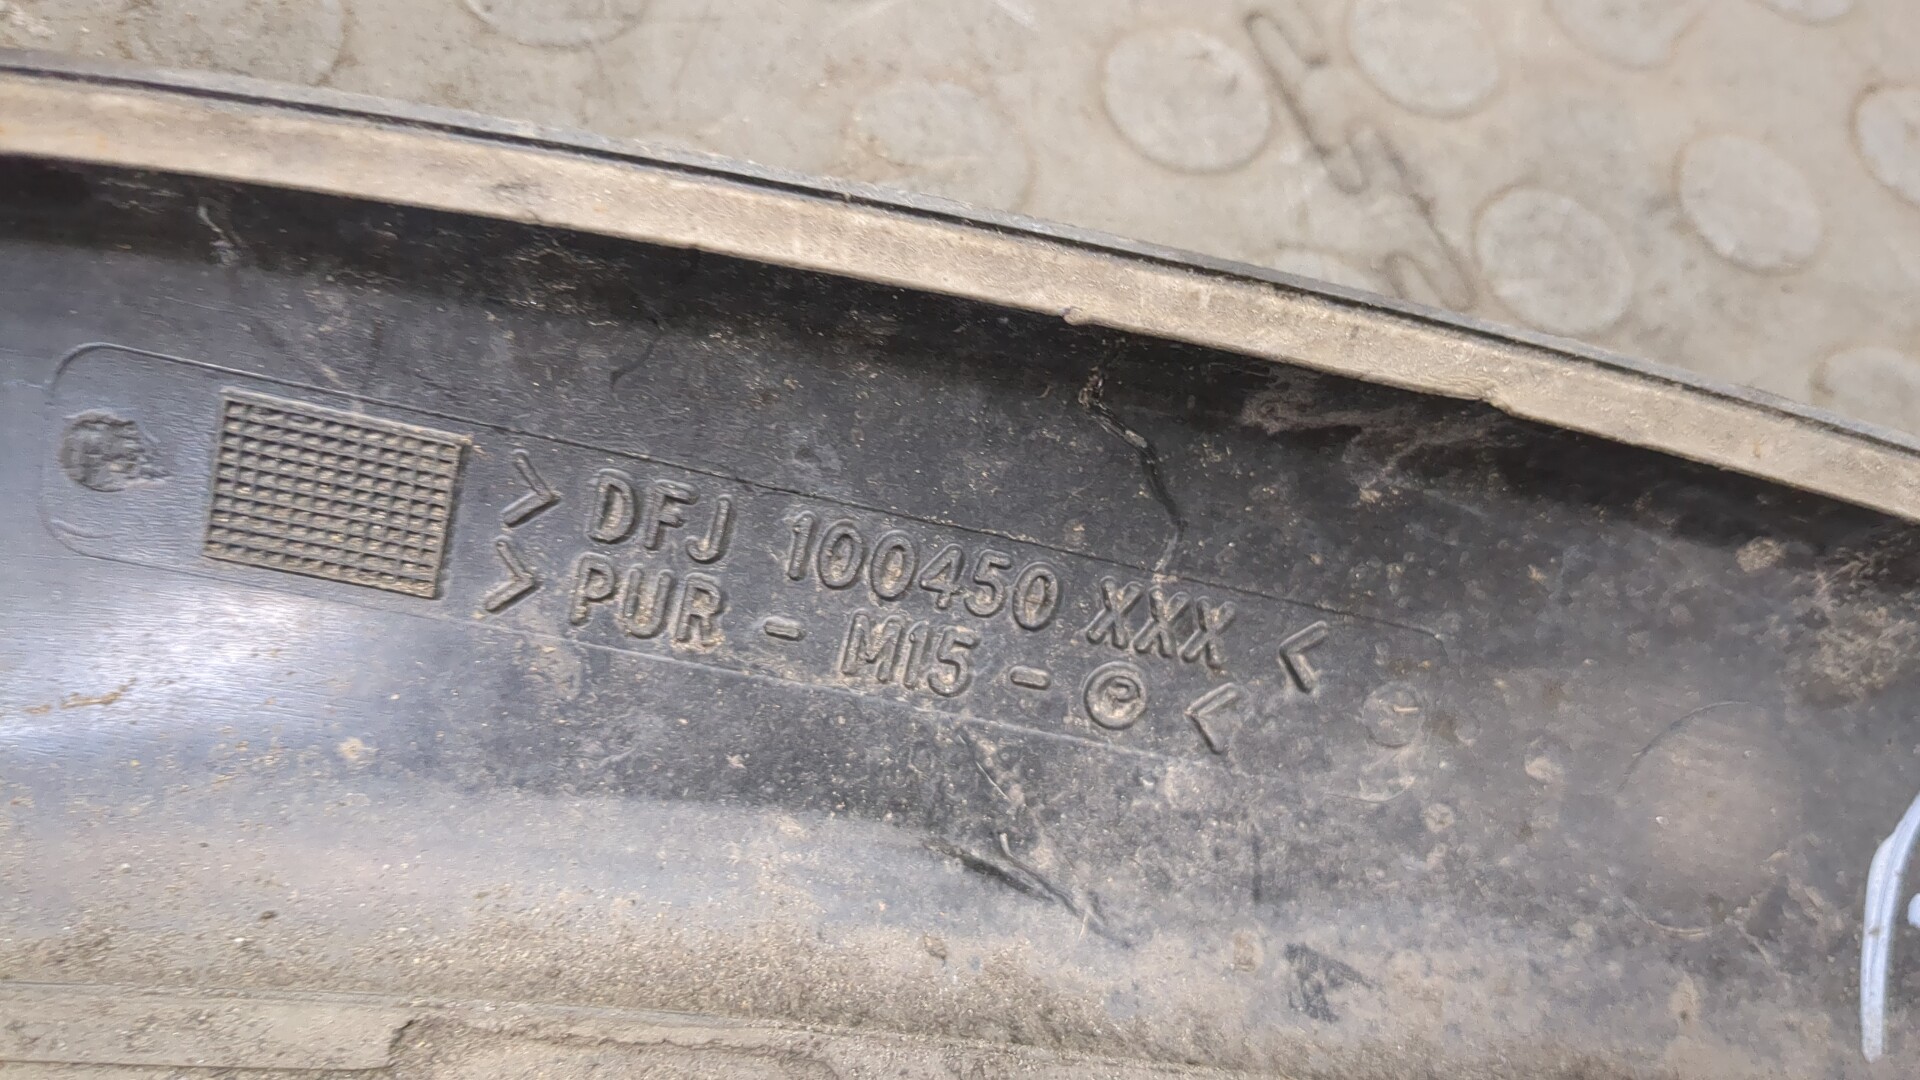 > DFJ 100450 XXX <
> PUR - M15 - Ⓟ <